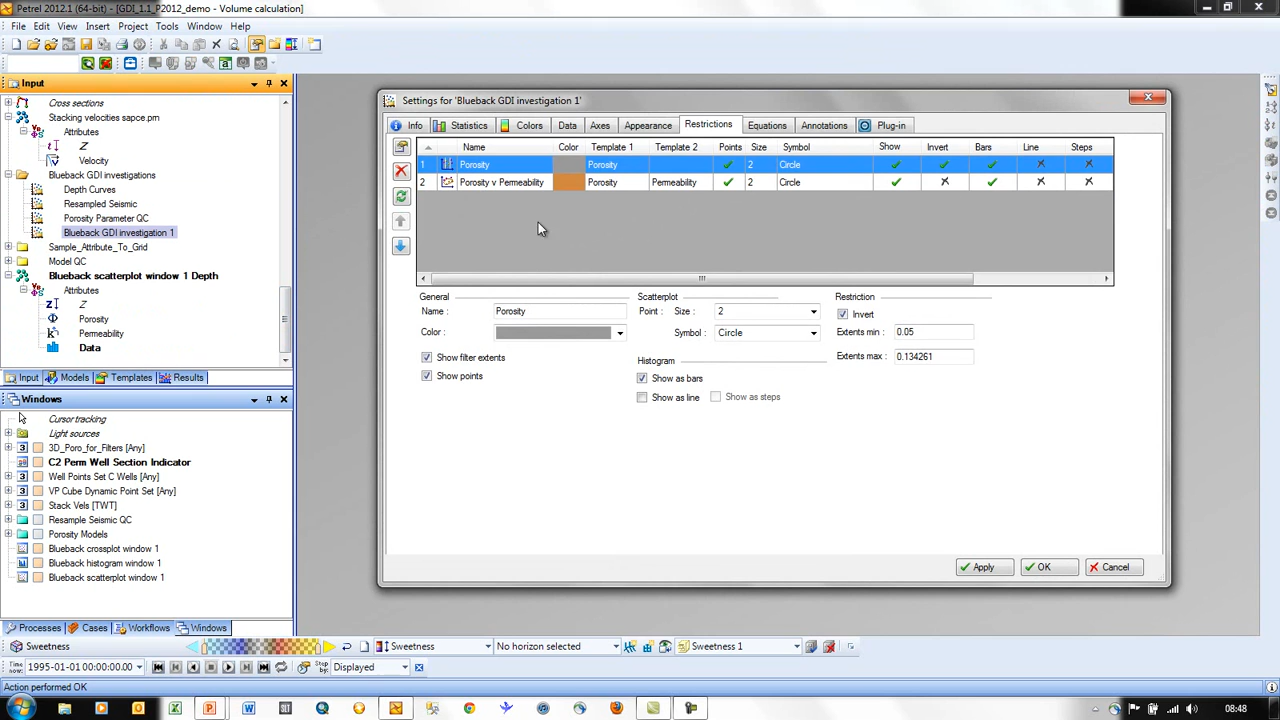 Petrel 2012.1 (64-bit) - [GDI_1.1_P2012_demo - Volume calculation]
File Edit View Insert Project Tools Window Help
Input
Cross sections
Stacking velocities sapce.pm
Attributes
Z
Velocity
Blueback GDI investigations
Depth Curves
Resampled Seismic
Porosity Parameter QC
Blueback GDI investigation 1
Sample_Attribute_To_Grid
Model QC
Blueback scatterplot window 1 Depth
Attributes
Z
Porosity
Permeability
Data
Input Models Templates Results
Windows
Cursor tracking
Light sources
3D_Poro_for_Filters [Any]
C2 Perm Well Section Indicator
Well Points Set C Wells [Any]
VP Cube Dynamic Point Set [Any]
Stack Vels [TWT]
Resample Seismic QC
Porosity Models
Blueback crossplot window 1
Blueback histogram window 1
Blueback scatterplot window 1
Processes Cases Workflows Windows
Settings for 'Blueback GDI investigation 1'
Info Statistics Colors Data Axes Appearance Restrictions Equations Annotations Plug-in
Name Color Template 1 Template 2 Points Size Symbol Show Invert Bars Line Steps
1 Porosity Porosity 2 Circle
2 Porosity v Permeability Porosity Permeability 2 Circle
General Scatterplot Restriction
Name : Porosity Point : Size : 2 Invert
Color : Symbol : Circle Extents min : 0.05
Show filter extents Histogram Extents max : 0.134261
Show points Show as bars
Show as line Show as steps
Apply OK Cancel
Sweetness Sweetness No horizon selected Sweetness 1
Time now: 1995-01-01 00:00:00.00 Step by: Displayed
Action performed OK
08:48